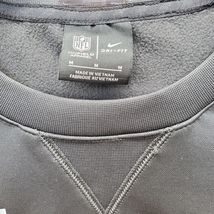 NFL
DRI-FIT
M M M M
MADE IN VIETNAM
FABRIQUÉ AU VIETNAM